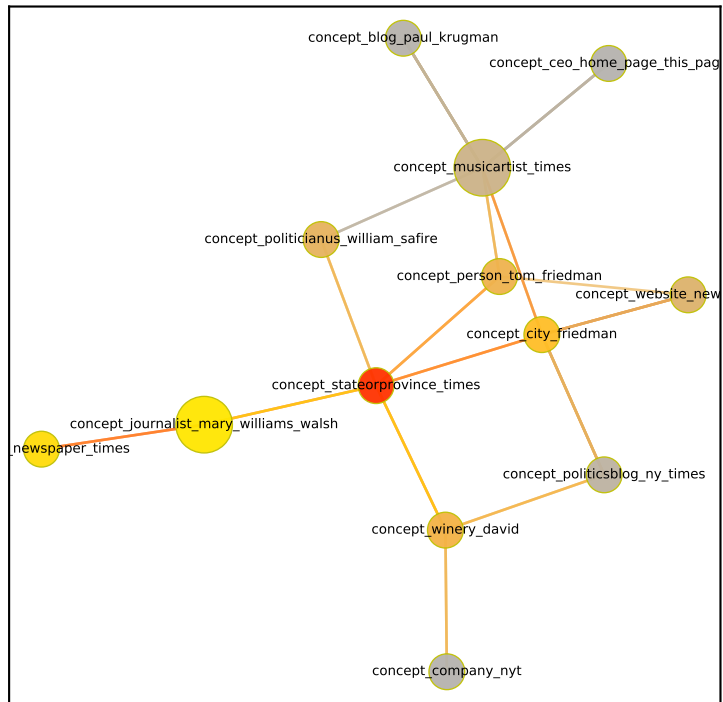 concept_blog_paul_krugman
concept_ceo_home_page_this_pag
concept_musicartist_times
concept_politicianus_william_safire
concept_person_tom_friedman
concept_website_new
concept_city_friedman
concept_stateorprovince_times
concept_journalist_mary_williams_walsh
_newspaper_times
concept_politicsblog_ny_times
concept_winery_david
concept_company_nyt